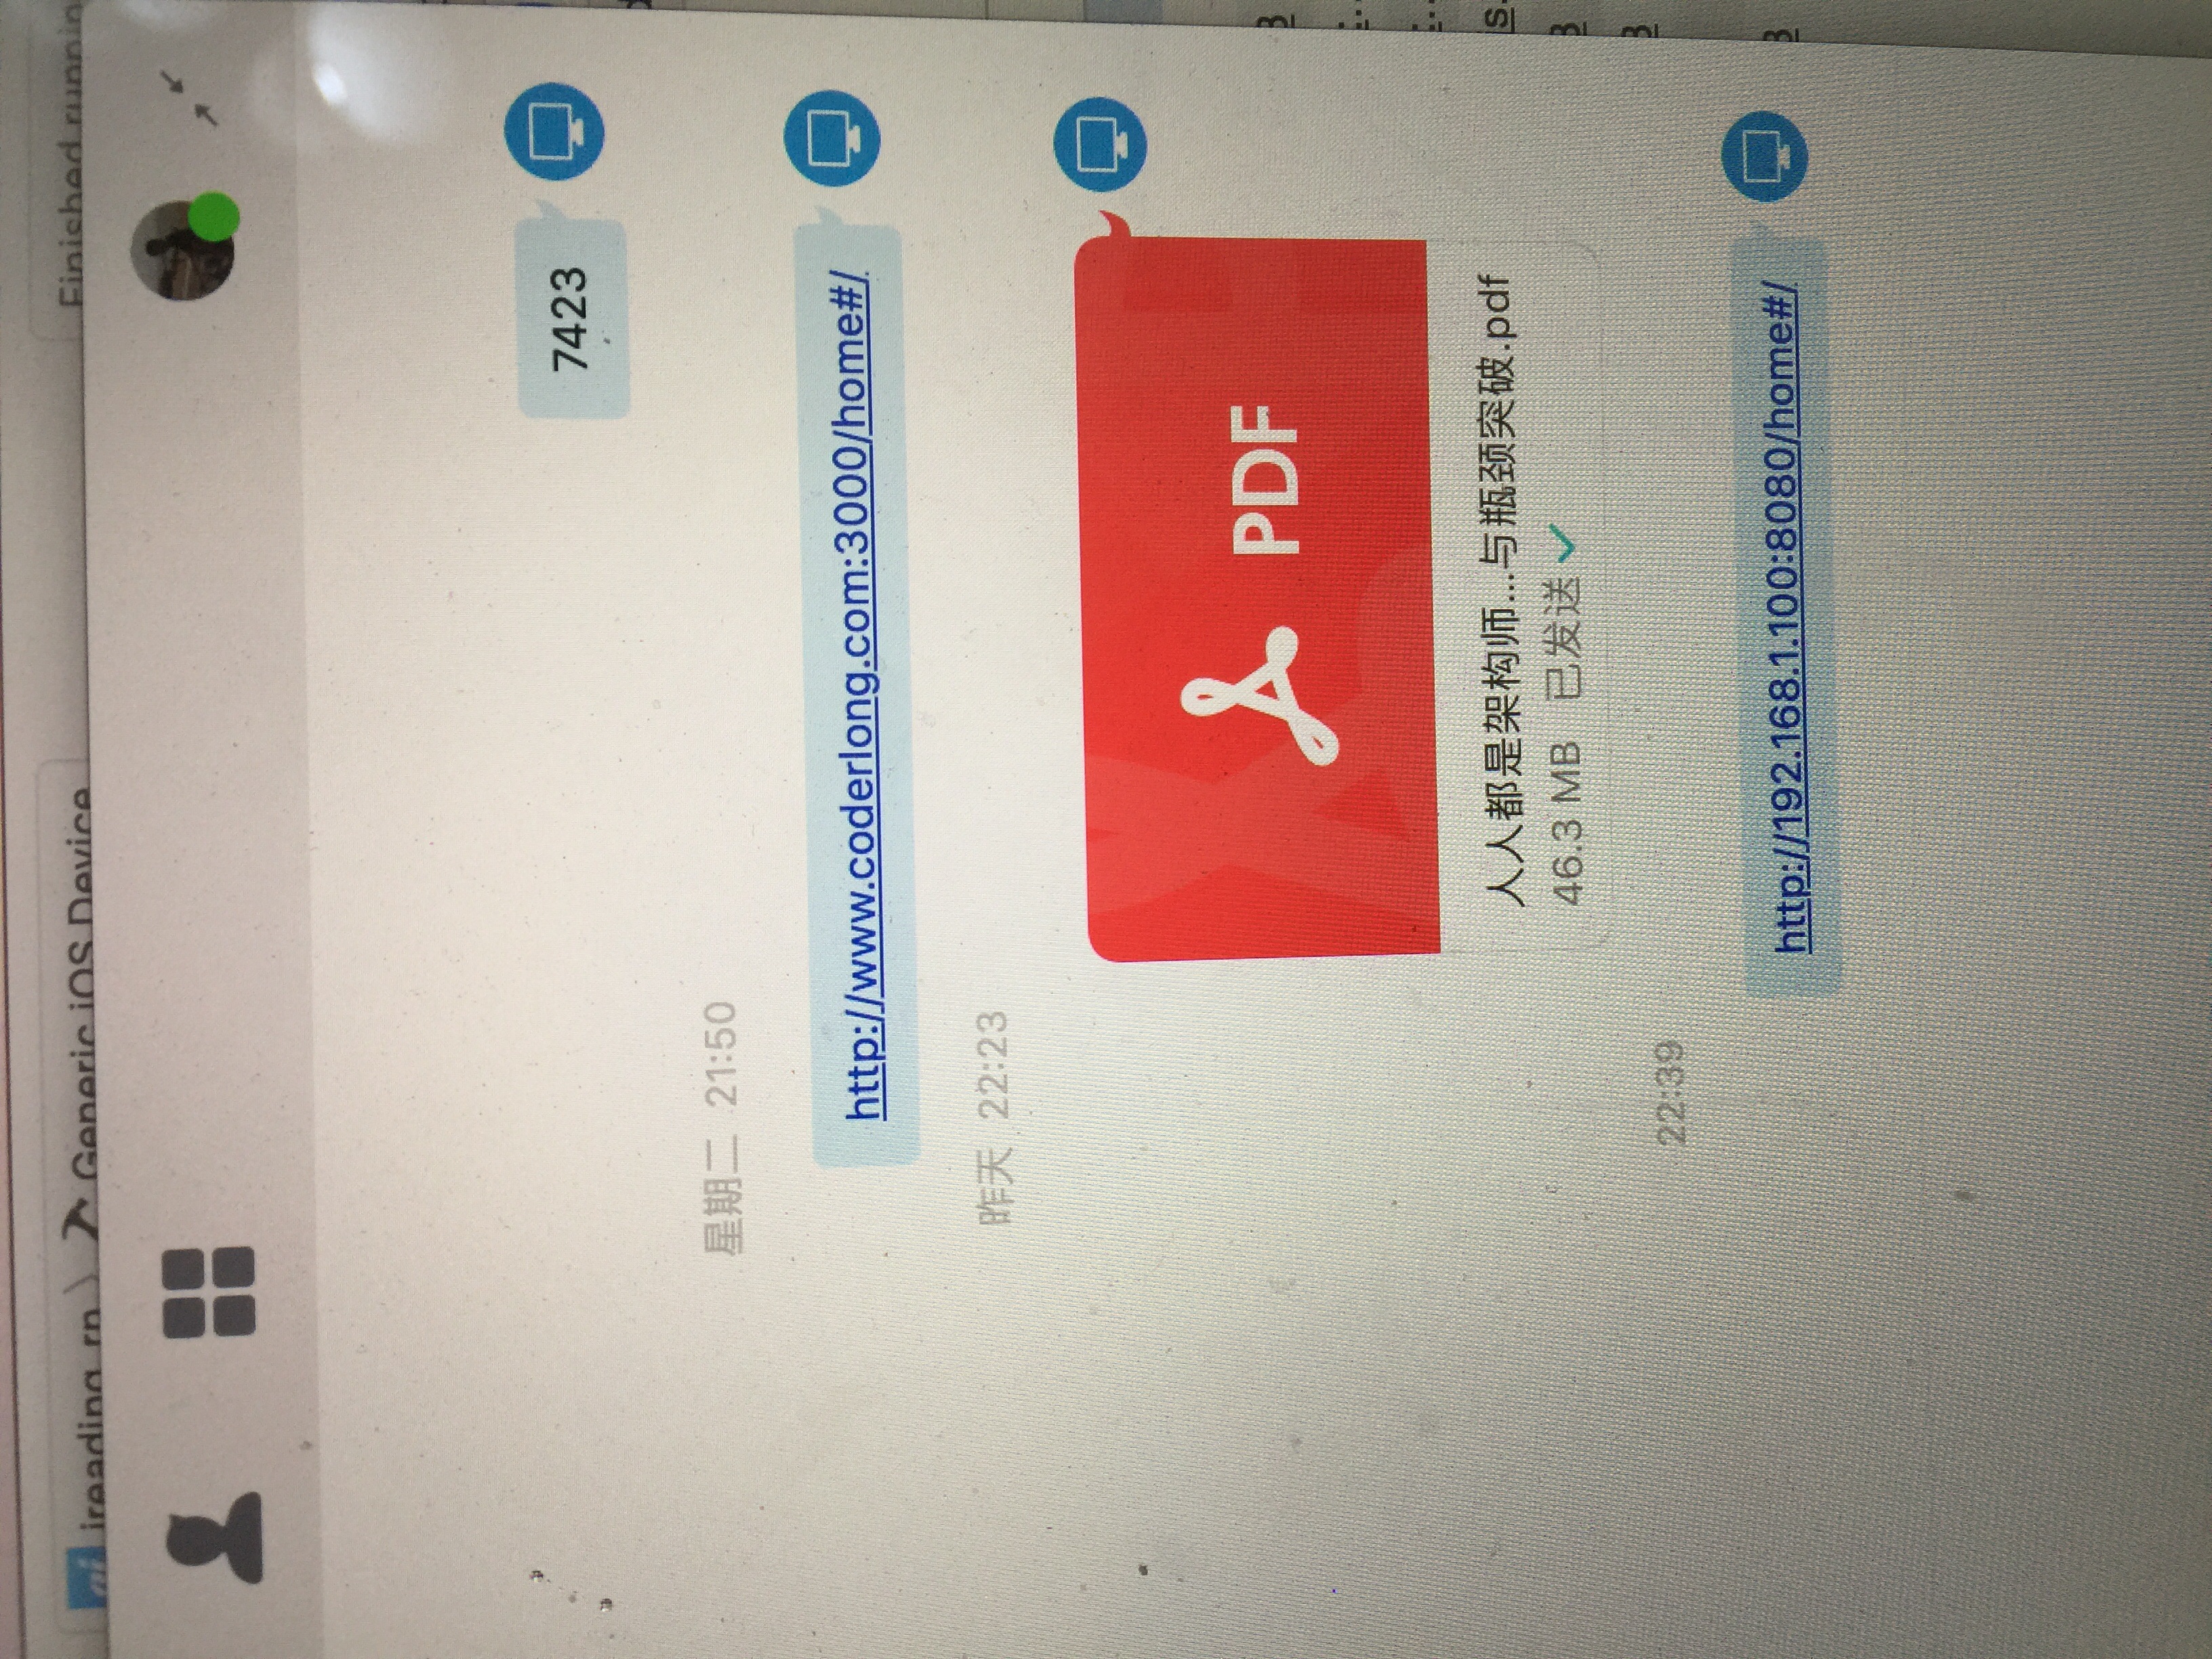 ireading_rn
Generic iOS Device
Finished runnin
7423
星期二 21:50
http://www.coderlong.com:3000/home#/
昨天 22:23
PDF
人人都是架构师...与瓶颈突破.pdf
46.3 MB 已发送
22:39
http://192.168.1.100:8080/home#/